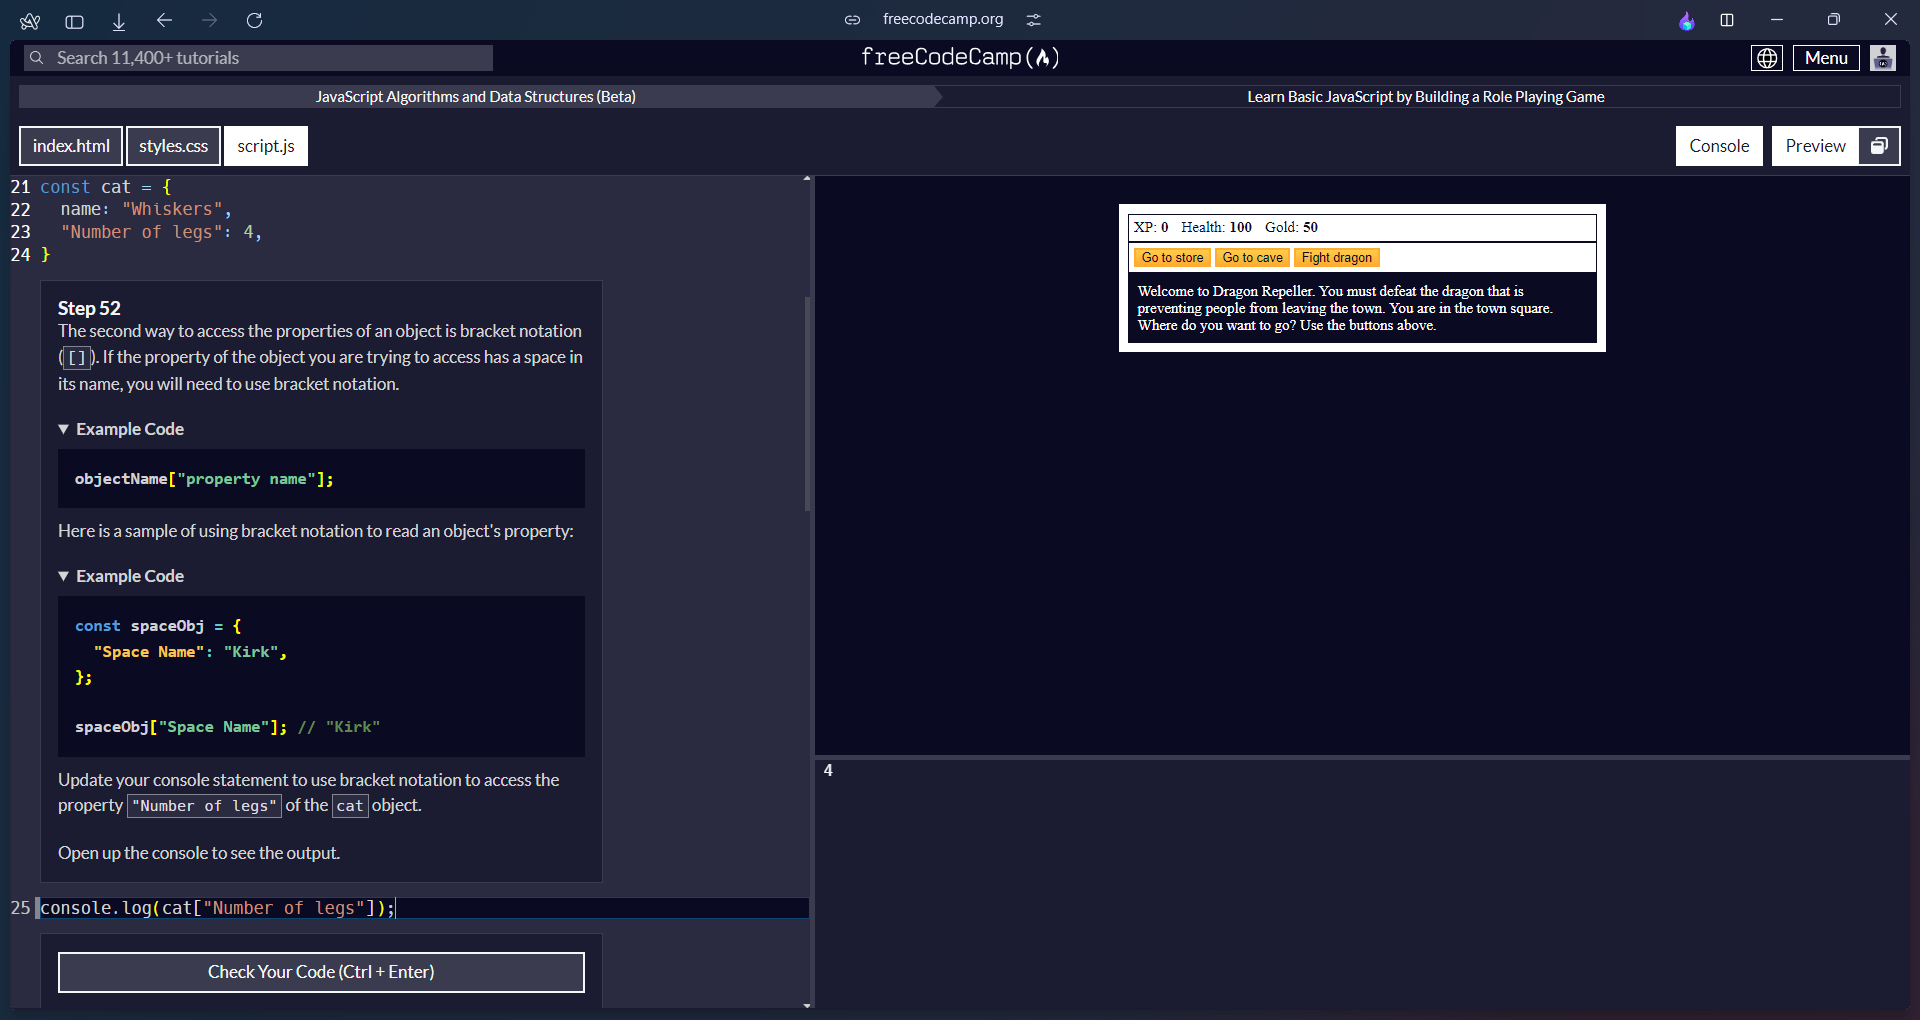 freecodecamp.org
Search 11,400+ tutorials
freeCodeCamp(🔥)
Menu
JavaScript Algorithms and Data Structures (Beta)
Learn Basic JavaScript by Building a Role Playing Game
index.html
styles.css
script.js
Console
Preview
21 const cat = {
22 name: "Whiskers",
23 "Number of legs": 4,
24 }
Step 52
The second way to access the properties of an object is bracket notation
([]). If the property of the object you are trying to access has a space in
its name, you will need to use bracket notation.
▼ Example Code
objectName["property name"];
Here is a sample of using bracket notation to read an object's property:
▼ Example Code
const spaceObj = {
"Space Name": "Kirk",
};
spaceObj["Space Name"]; // "Kirk"
Update your console statement to use bracket notation to access the
property "Number of legs" of the cat object.
Open up the console to see the output.
25 console.log(cat["Number of legs"]);
Check Your Code (Ctrl + Enter)
XP: 0 Health: 100 Gold: 50
Go to store Go to cave Fight dragon
Welcome to Dragon Repeller. You must defeat the dragon that is
preventing people from leaving the town. You are in the town square.
Where do you want to go? Use the buttons above.
4